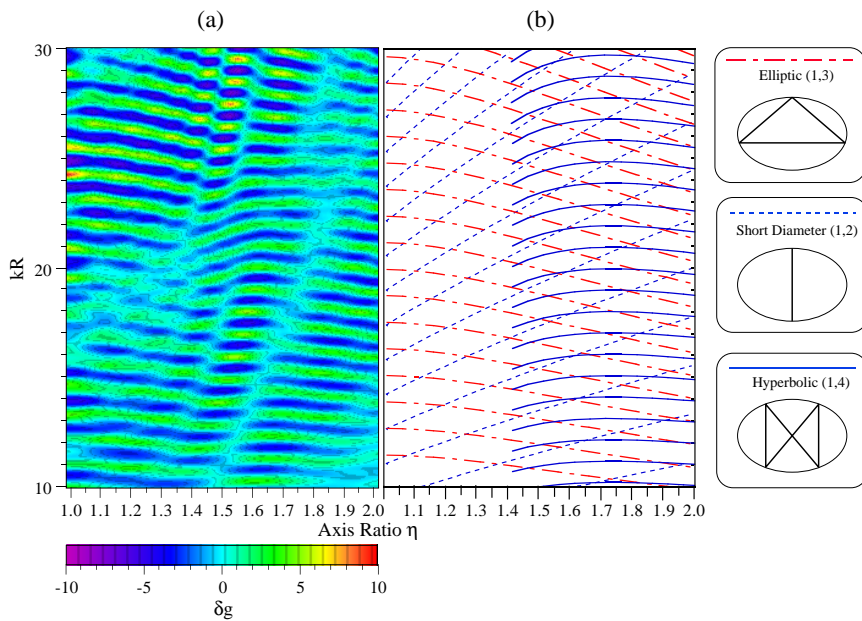 (a)
(b)
30
20
10
kR
1.0 1.1 1.2 1.3 1.4 1.5 1.6 1.7 1.8 1.9 2.0
1.0 1.1 1.2 1.3 1.4 1.5 1.6 1.7 1.8 1.9 2.0
Axis Ratio η
-10 -5 0 5 10
δg
Elliptic (1,3)
Short Diameter (1,2)
Hyperbolic (1,4)